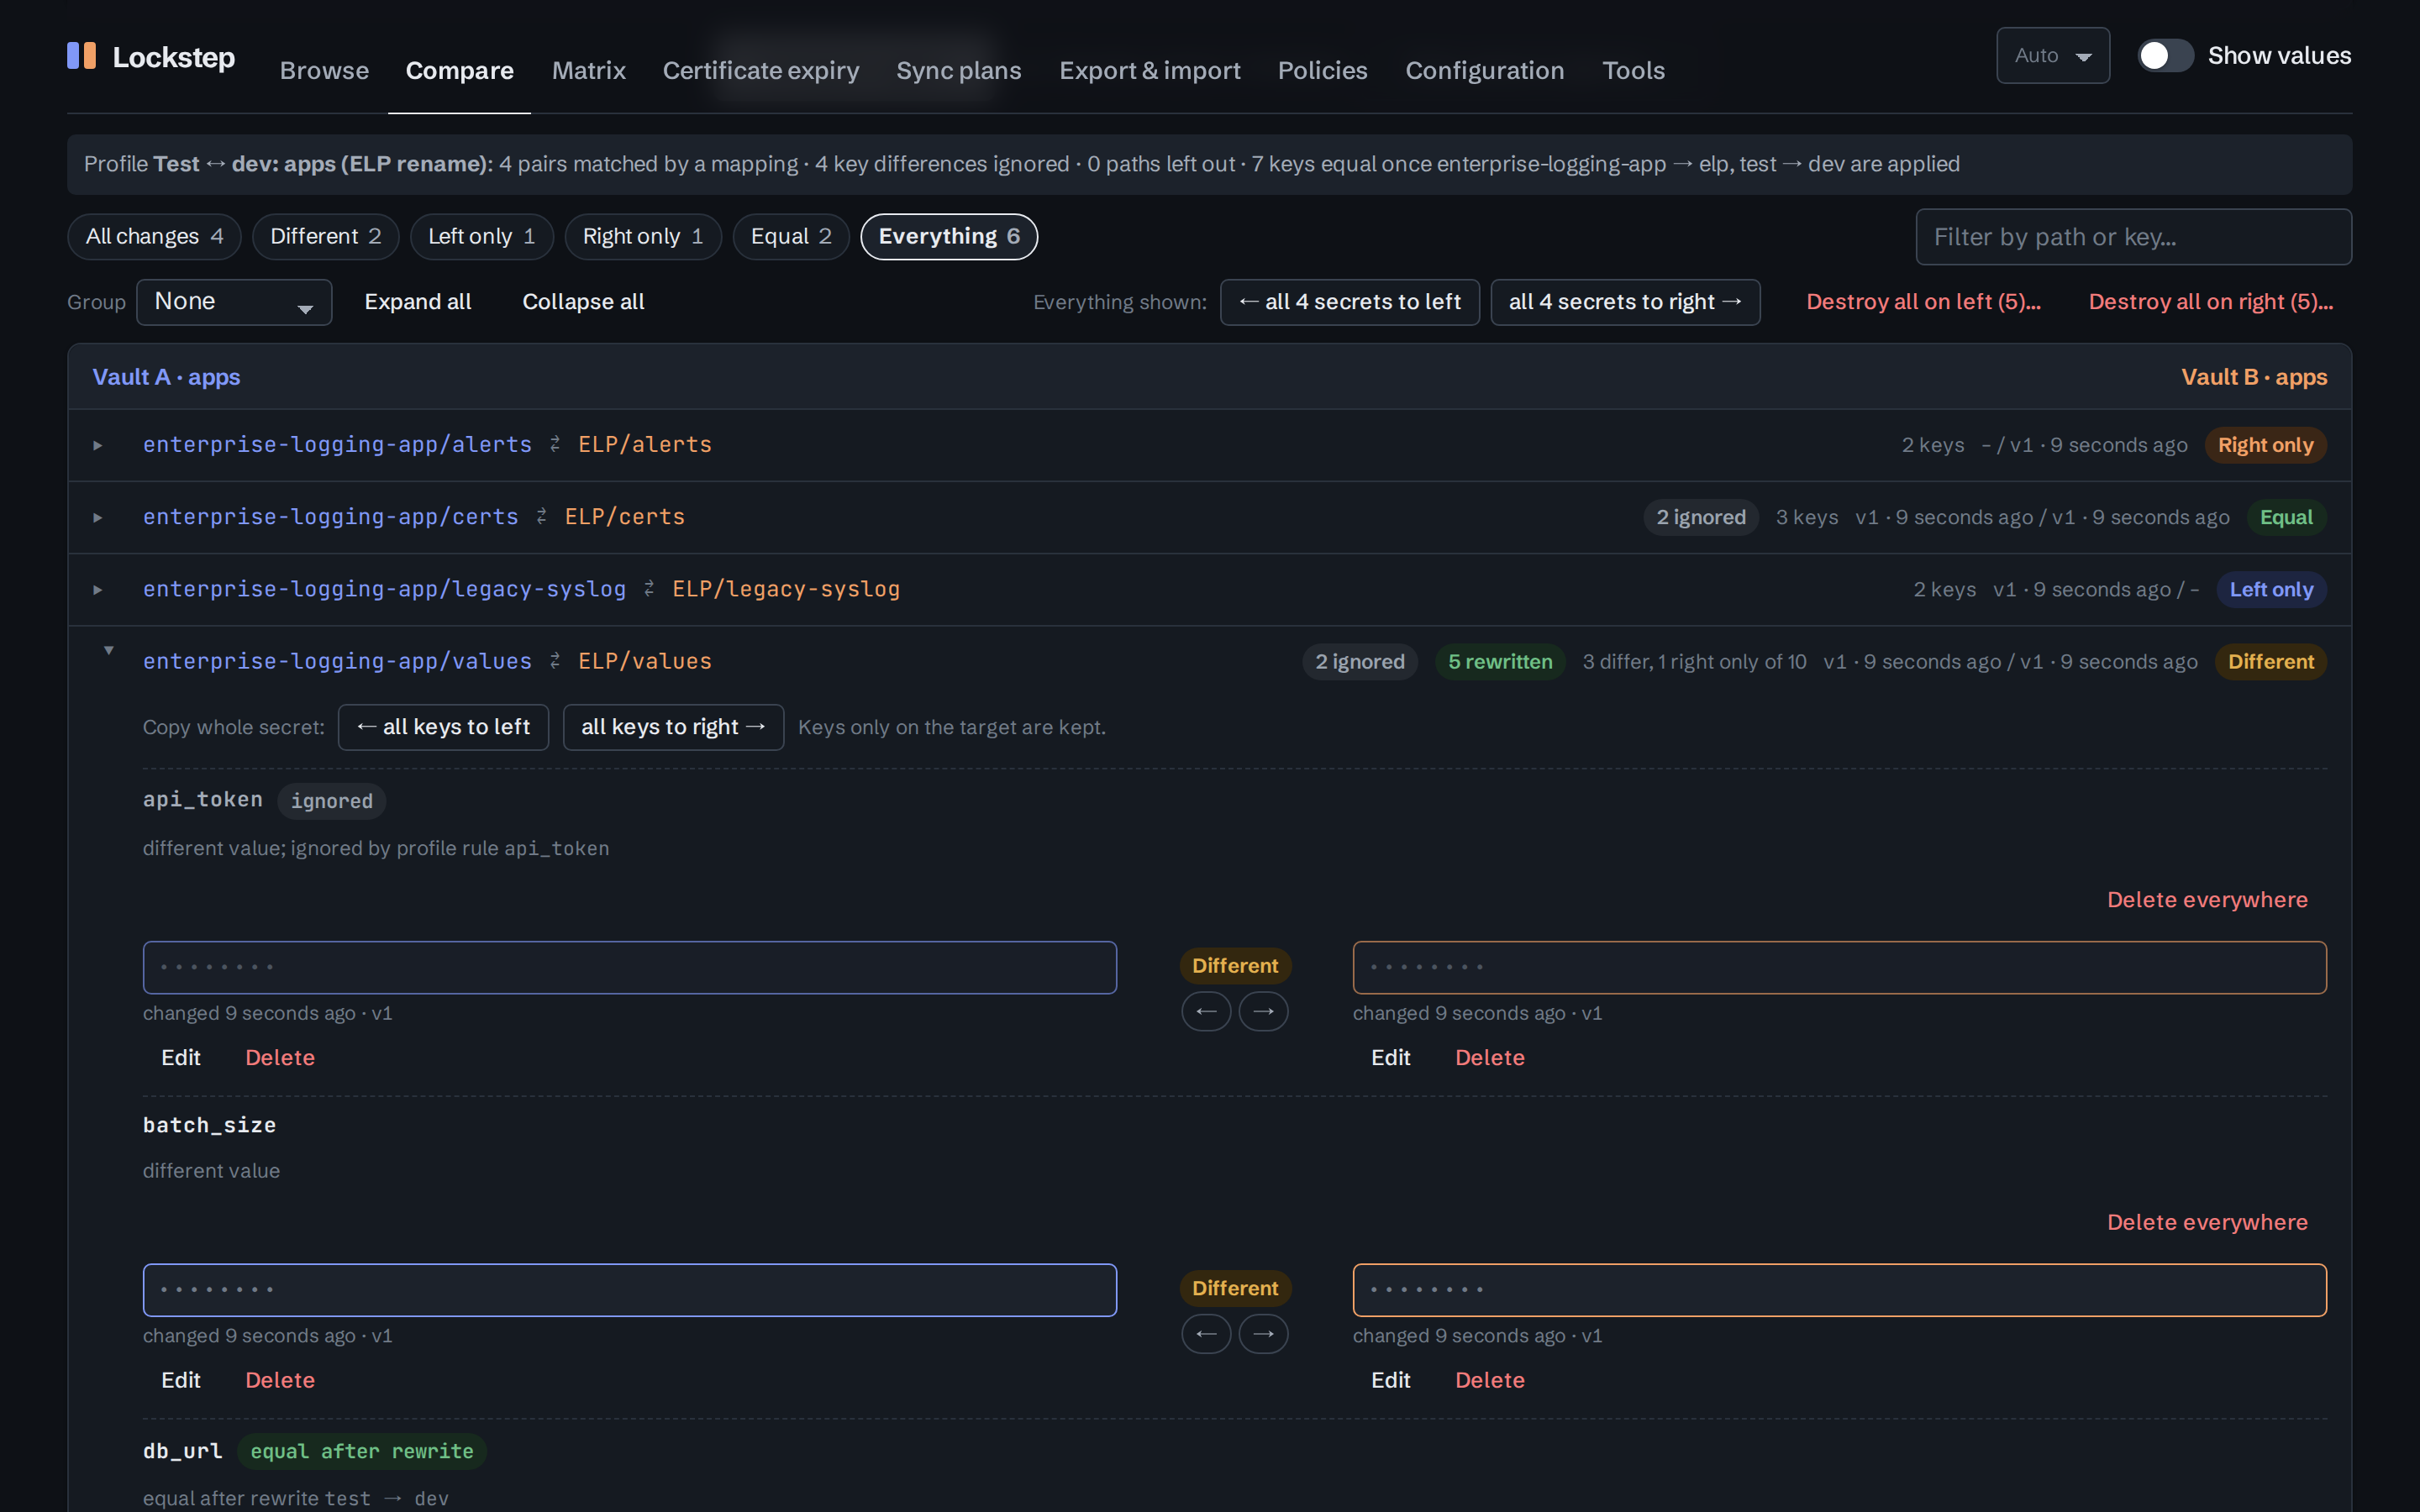 Lockstep Browse Compare Matrix Certificate expiry Sync plans Export & import Policies Configuration Tools Auto Show values
Profile Test ↔ dev: apps (ELP rename): 4 pairs matched by a mapping · 4 key differences ignored · 0 paths left out · 7 keys equal once enterprise-logging-app → elp, test → dev are applied
All changes 4 Different 2 Left only 1 Right only 1 Equal 2 Everything 6 Filter by path or key...
Group None Expand all Collapse all Everything shown: ← all 4 secrets to left all 4 secrets to right → Destroy all on left (5)... Destroy all on right (5)...
Vault A · apps Vault B · apps
enterprise-logging-app/alerts ⇄ ELP/alerts 2 keys – / v1 · 9 seconds ago Right only
enterprise-logging-app/certs ⇄ ELP/certs 2 ignored 3 keys v1 · 9 seconds ago / v1 · 9 seconds ago Equal
enterprise-logging-app/legacy-syslog ⇄ ELP/legacy-syslog 2 keys v1 · 9 seconds ago / – Left only
enterprise-logging-app/values ⇄ ELP/values 2 ignored 5 rewritten 3 differ, 1 right only of 10 v1 · 9 seconds ago / v1 · 9 seconds ago Different
Copy whole secret: ← all keys to left all keys to right → Keys only on the target are kept.
api_token ignored
different value; ignored by profile rule api_token
Delete everywhere
•••••••• Different ••••••••
changed 9 seconds ago · v1 ← → changed 9 seconds ago · v1
Edit Delete Edit Delete
batch_size
different value
Delete everywhere
•••••••• Different ••••••••
changed 9 seconds ago · v1 ← → changed 9 seconds ago · v1
Edit Delete Edit Delete
db_url equal after rewrite
equal after rewrite test → dev